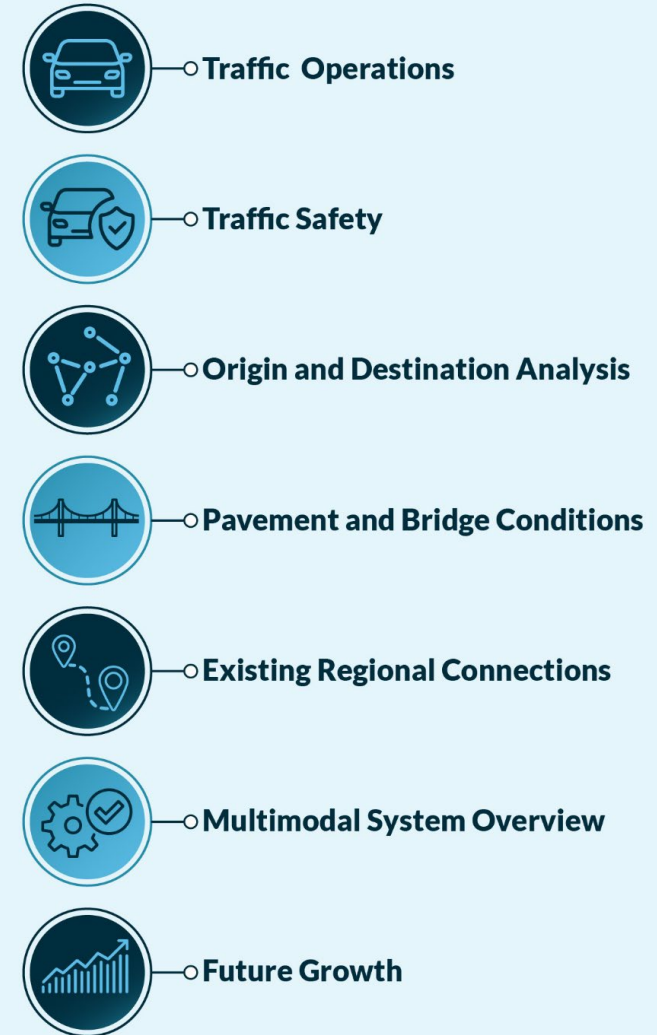 Traffic Operations
Traffic Safety
Origin and Destination Analysis
Pavement and Bridge Conditions
Existing Regional Connections
Multimodal System Overview
Future Growth